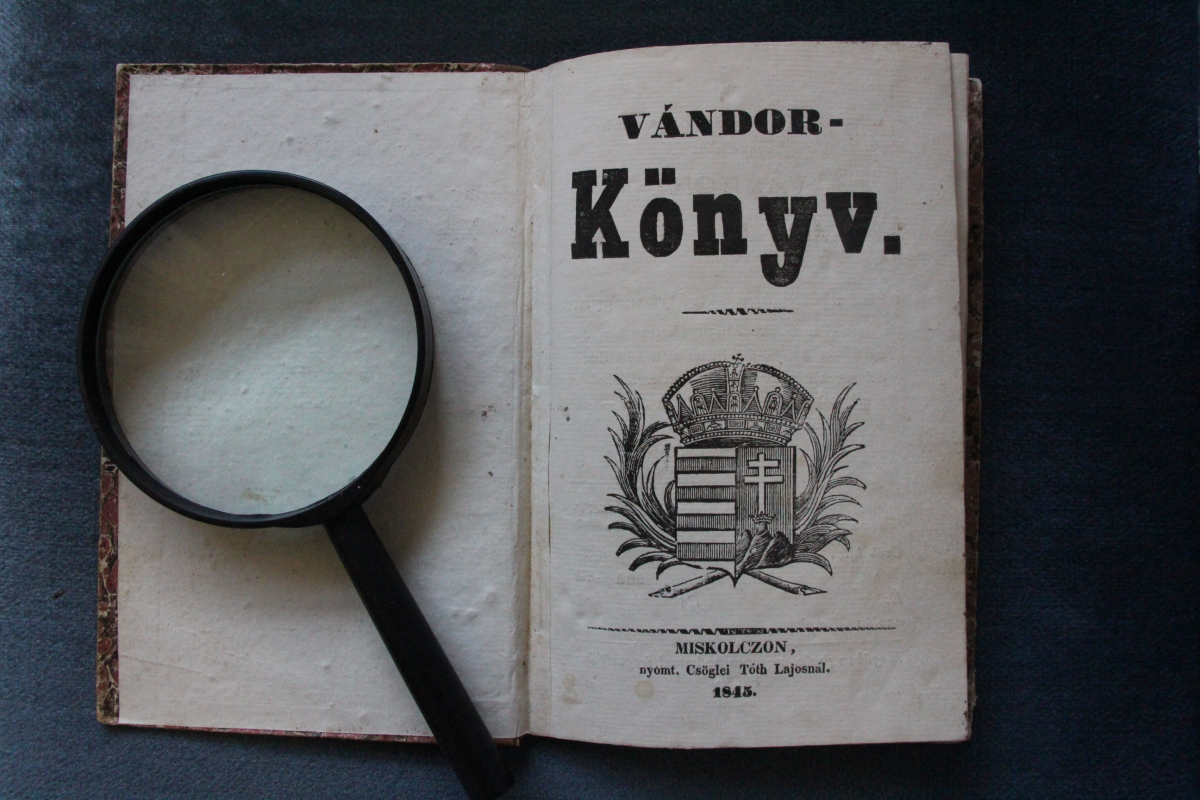 VÁNDOR-
Könyv.
MISKOLCZON,
nyomt. Csöglei Tóth Lajosnál.
1845.